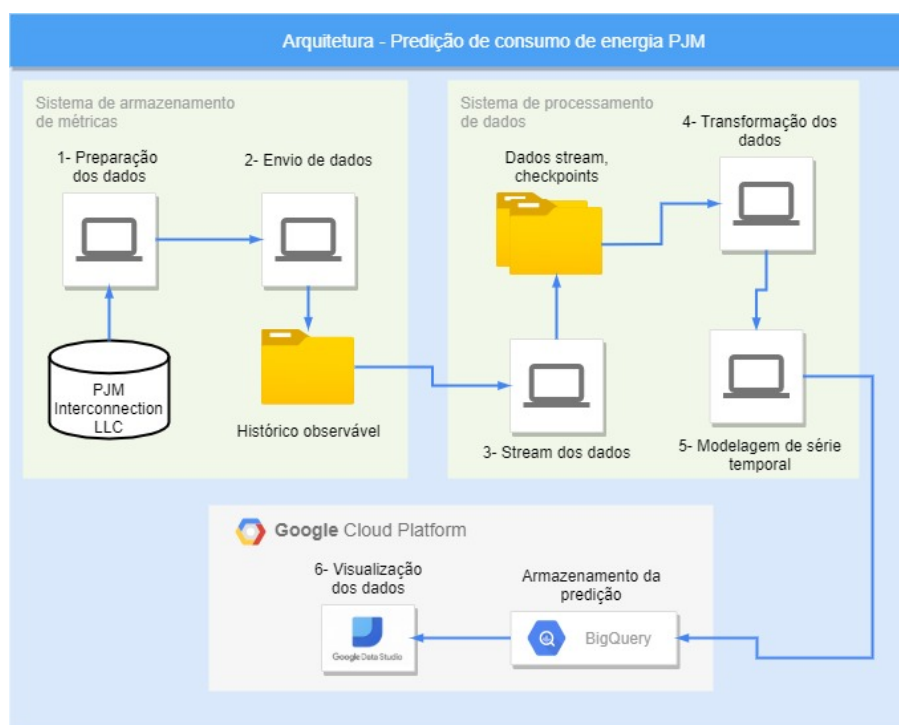 Arquitetura - Predição de consumo de energia PJM
Sistema de armazenamento
de métricas
1- Preparação
dos dados
2- Envio de dados
PJM
Interconnection
LLC
Histórico observável
Sistema de processamento
de dados
Dados stream,
checkpoints
4- Transformação dos
dados
3- Stream dos dados
5- Modelagem de série
temporal
Google Cloud Platform
6- Visualização
dos dados
Google Data Studio
Armazenamento da
predição
BigQuery